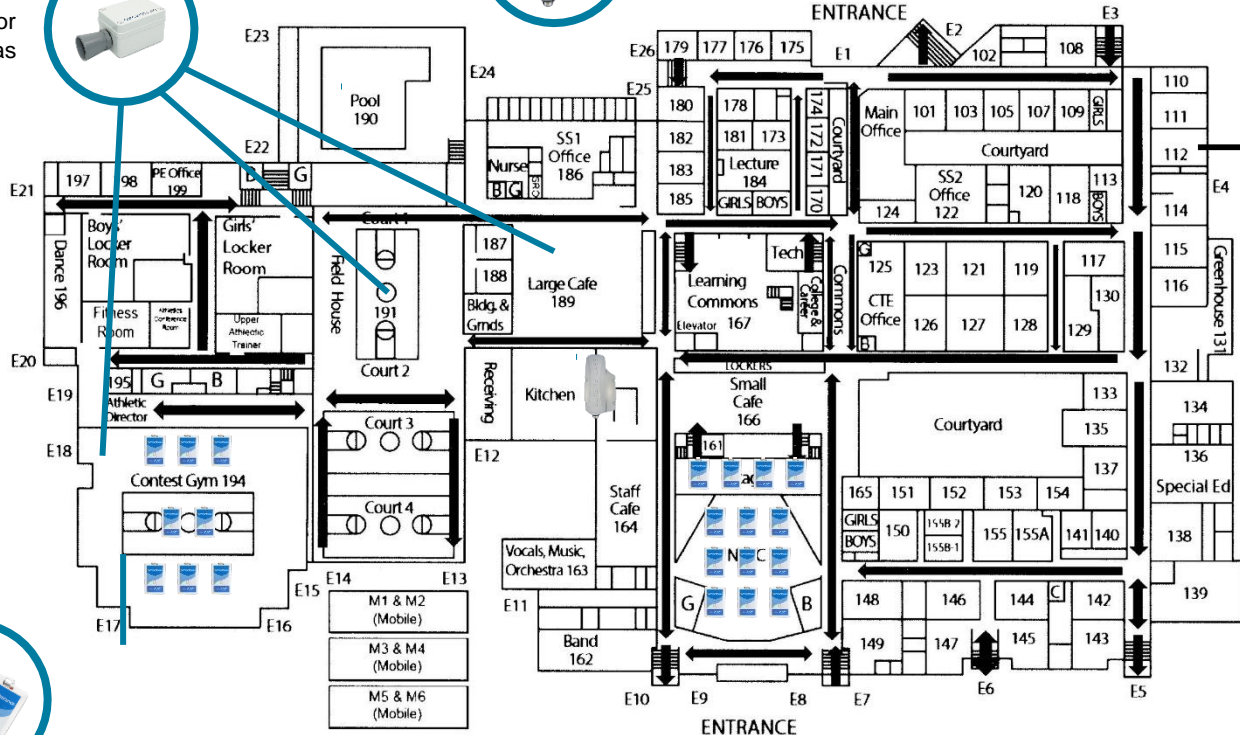 or
as
ENTRANCE
E3
E2
E1
E23
E26
179
177
176
175
102
108
E24
E25
110
Pool
190
180
178
174
Main
Office
101
103
105
107
109
GIRLS
111
182
181
173
172
Courtyard
Courtyard
112
SS1
Office
186
Nurse
B
G
SRO
183
Lecture
184
171
SS2
Office
122
120
118
113
BOYS
E4
E22
185
GIRLS
BOYS
170
124
114
E21
197
98
PE Office
199
B
G
Court 1
Boys'
Locker
Room
Girls'
Locker
Room
Dance 196
Field House
191
187
188
Bldg. &
Grnds
Large Cafe
189
Tech
Learning
Commons
167
College &
Career
Commons
Elevator
G
125
CTE
Office
B
123
121
119
117
115
126
127
128
130
129
116
Greenhouse 131
Fitness
Room
Athletics
Conference
Room
Upper
Athletic
Trainer
E20
Court 2
LOCKERS
132
E19
195
G
B
Athletic
Director
Receiving
Kitchen
Small
Cafe
166
133
134
Courtyard
135
136
E18
Court 3
E12
161
137
Special Ed
Contest Gym 194
Staff
Cafe
164
165
151
152
153
154
Court 4
GIRLS
BOYS
150
155B-2
155B-1
155
155A
141
140
138
Vocals, Music,
Orchestra 163
N
C
E14
E13
E15
G
B
148
146
144
C
142
139
E17
E16
M1 & M2
(Mobile)
E11
Band
162
149
147
145
143
M3 & M4
(Mobile)
M5 & M6
(Mobile)
E10
E9
E8
E7
E6
E5
ENTRANCE